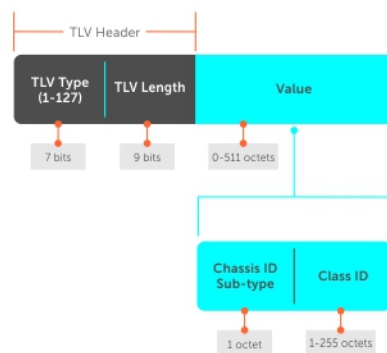 TLV Header
TLV Type
(1-127)
TLV Length
Value
7 bits
9 bits
0-511 octets
Chassis ID
Sub-type
Class ID
1 octet
1-255 octets